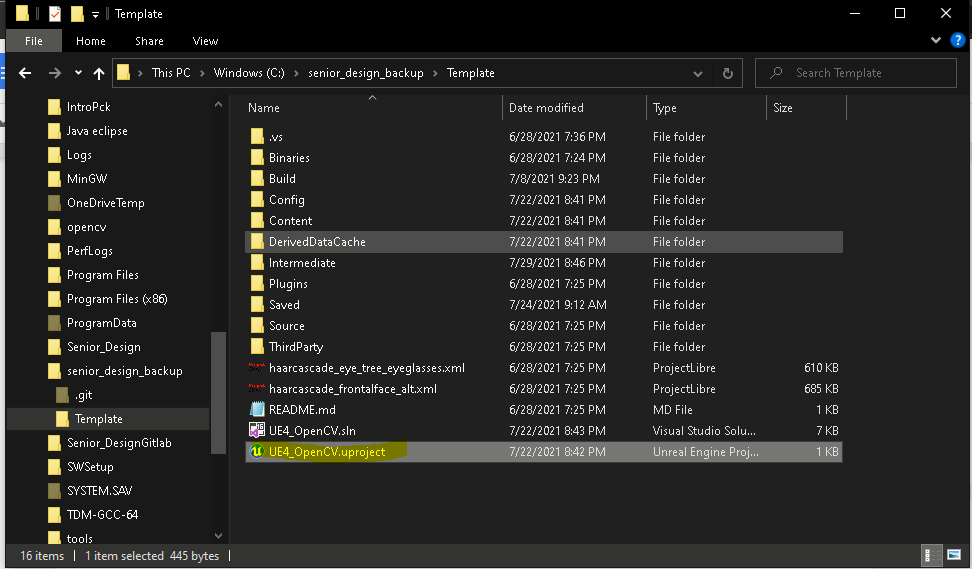 Template
File Home Share View
This PC Windows (C:) senior_design_backup Template Search Template
IntroPck
Java eclipse
Logs
MinGW
OneDriveTemp
opencv
PerfLogs
Program Files
Program Files (x86)
ProgramData
Senior_Design
senior_design_backup
.git
Template
Senior_DesignGitlab
SWSetup
SYSTEM.SAV
TDM-GCC-64
tools
Name Date modified Type Size
.vs 6/28/2021 7:36 PM File folder
Binaries 6/28/2021 7:24 PM File folder
Build 7/8/2021 9:23 PM File folder
Config 7/22/2021 8:41 PM File folder
Content 7/22/2021 8:41 PM File folder
DerivedDataCache 7/22/2021 8:41 PM File folder
Intermediate 7/29/2021 8:46 PM File folder
Plugins 6/28/2021 7:25 PM File folder
Saved 7/24/2021 9:12 AM File folder
Source 6/28/2021 7:25 PM File folder
ThirdParty 6/28/2021 7:25 PM File folder
haarcascade_eye_tree_eyeglasses.xml 6/28/2021 7:25 PM ProjectLibre 610 KB
haarcascade_frontalface_alt.xml 6/28/2021 7:25 PM ProjectLibre 685 KB
README.md 6/28/2021 7:25 PM MD File 1 KB
UE4_OpenCV.sln 7/22/2021 8:43 PM Visual Studio Solu... 7 KB
UE4_OpenCV.uproject 7/22/2021 8:42 PM Unreal Engine Proj... 1 KB
16 items 1 item selected 445 bytes